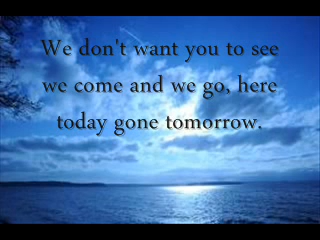 We don't want you to see
we come and we go, here
today gone tomorrow.